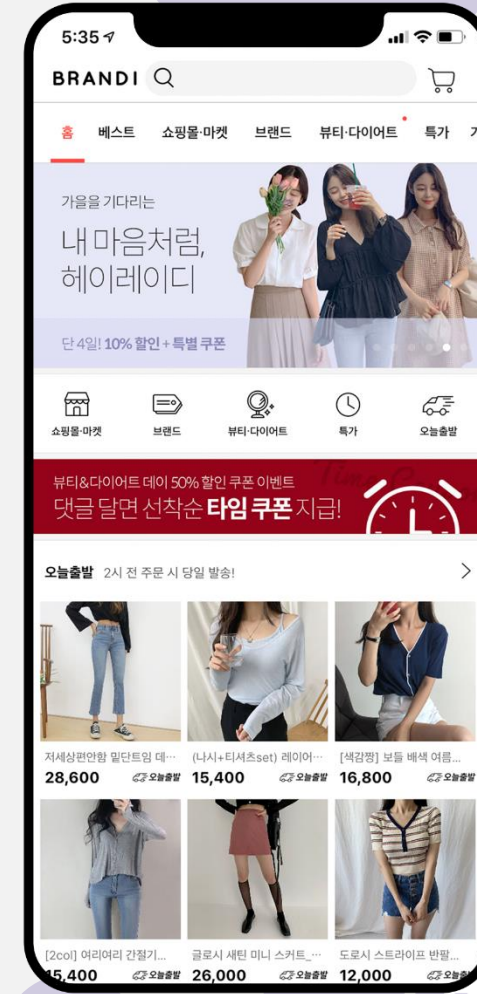 5:35
BRANDI
홈 베스트 쇼핑몰·마켓 브랜드 뷰티·다이어트 특가
가을을 기다리는
내 마음처럼,
헤이레이디
단 4일! 10% 할인 + 특별 쿠폰
쇼핑몰·마켓 브랜드 뷰티·다이어트 특가 오늘출발
뷰티&다이어트 데이 50% 할인 쿠폰 이벤트
댓글 달면 선착순 타임 쿠폰 지급!
오늘출발 2시 전 주문 시 당일 발송!
저세상편안함 밑단트임 데… (나시+티셔츠set) 레이어… [색감짱] 보들 배색 여름…
28,600 오늘출발 15,400 오늘출발 16,800 오늘출발
[2col] 여리여리 간절기… 글로시 새틴 미니 스커트_… 도로시 스트라이프 반팔…
15,400 오늘출발 26,000 오늘출발 12,000 오늘출발